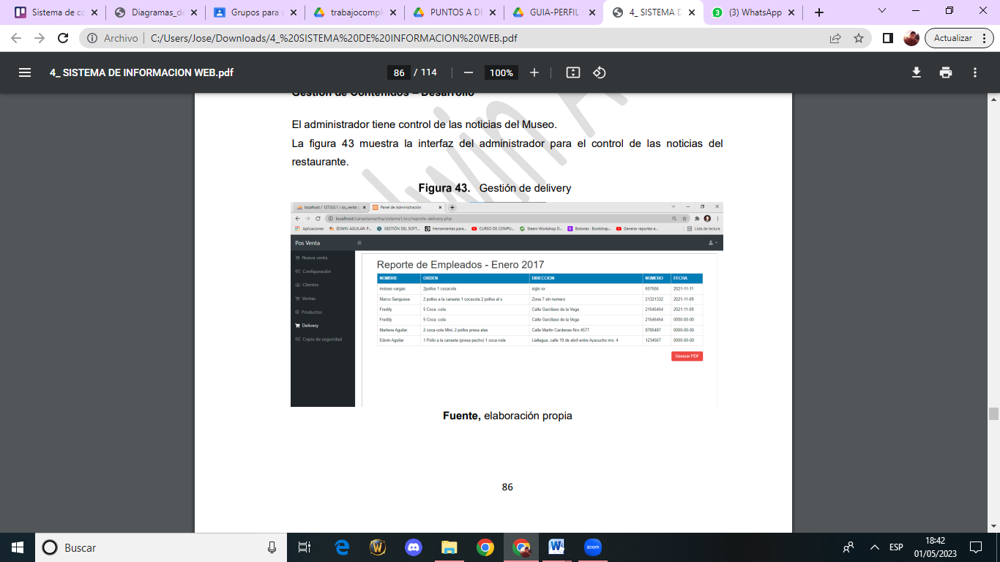 Sistema de co
Diagramas_de
Grupos para c
trabajocomple
PUNTOS A DE
GUIA-PERFIL
4_ SISTEMA D
(3) WhatsApp
Archivo
C:/Users/Jose/Downloads/4_%20SISTEMA%20DE%20INFORMACION%20WEB.pdf
Actualizar
4_ SISTEMA DE INFORMACION WEB.pdf
86 / 114
100%
Gestión de Contenidos – Desarrollo
El administrador tiene control de las noticias del Museo.
La figura 43 muestra la interfaz del administrador para el control de las noticias del
restaurante.
Figura 43. Gestión de delivery
localhost / 127.0.0.1 / sis_venta
Panel de Administración
localhost/canastamartha/sistema1/src/reporte-delivery.php
Aplicaciones
EDWIN AGUILAR: P...
GESTIÓN DEL SOFT...
Herramientas para...
CURSO DE COMPU...
Steam Workshop D...
Botones · Bootstrap...
Generar reportes e...
Lista de lectura
Pos Venta
Nueva venta
Configuración
Clientes
Ventas
Productos
Delivery
Copia de seguridad
Reporte de Empleados - Enero 2017
NOMBRE ORDEN DIRECCION NUMERO FECHA
moises vargas 2pollos 1 cocacola siglo xx 657656 2021-11-11
Marco Sanguesa 2 pollos a la canasta 1.cocacola 2 pollos al s Zona 7 sin numero 21321332 2021-11-09
Freddy 5 Coca -cola Calle Garcilaso de la Vega 21545454 2021-11-09
Freddy 5 Coca -cola Calle Garcilaso de la Vega 21545454 0000-00-00
Marlene Aguilar 2 coca-cola Mini, 2 pollos presa alas Calle Martin Cardenas Nro 4577 8785487 0000-00-00
Edwin Aguilar 1 Pollo a la canasta (presa pecho) 1 coca-cola Llallagua, calle 19 de abril entre Ayacucho nro. 4 1234567 0000-00-00
Generar PDF
Fuente, elaboración propia
86
Buscar
ESP
18:42
01/05/2023